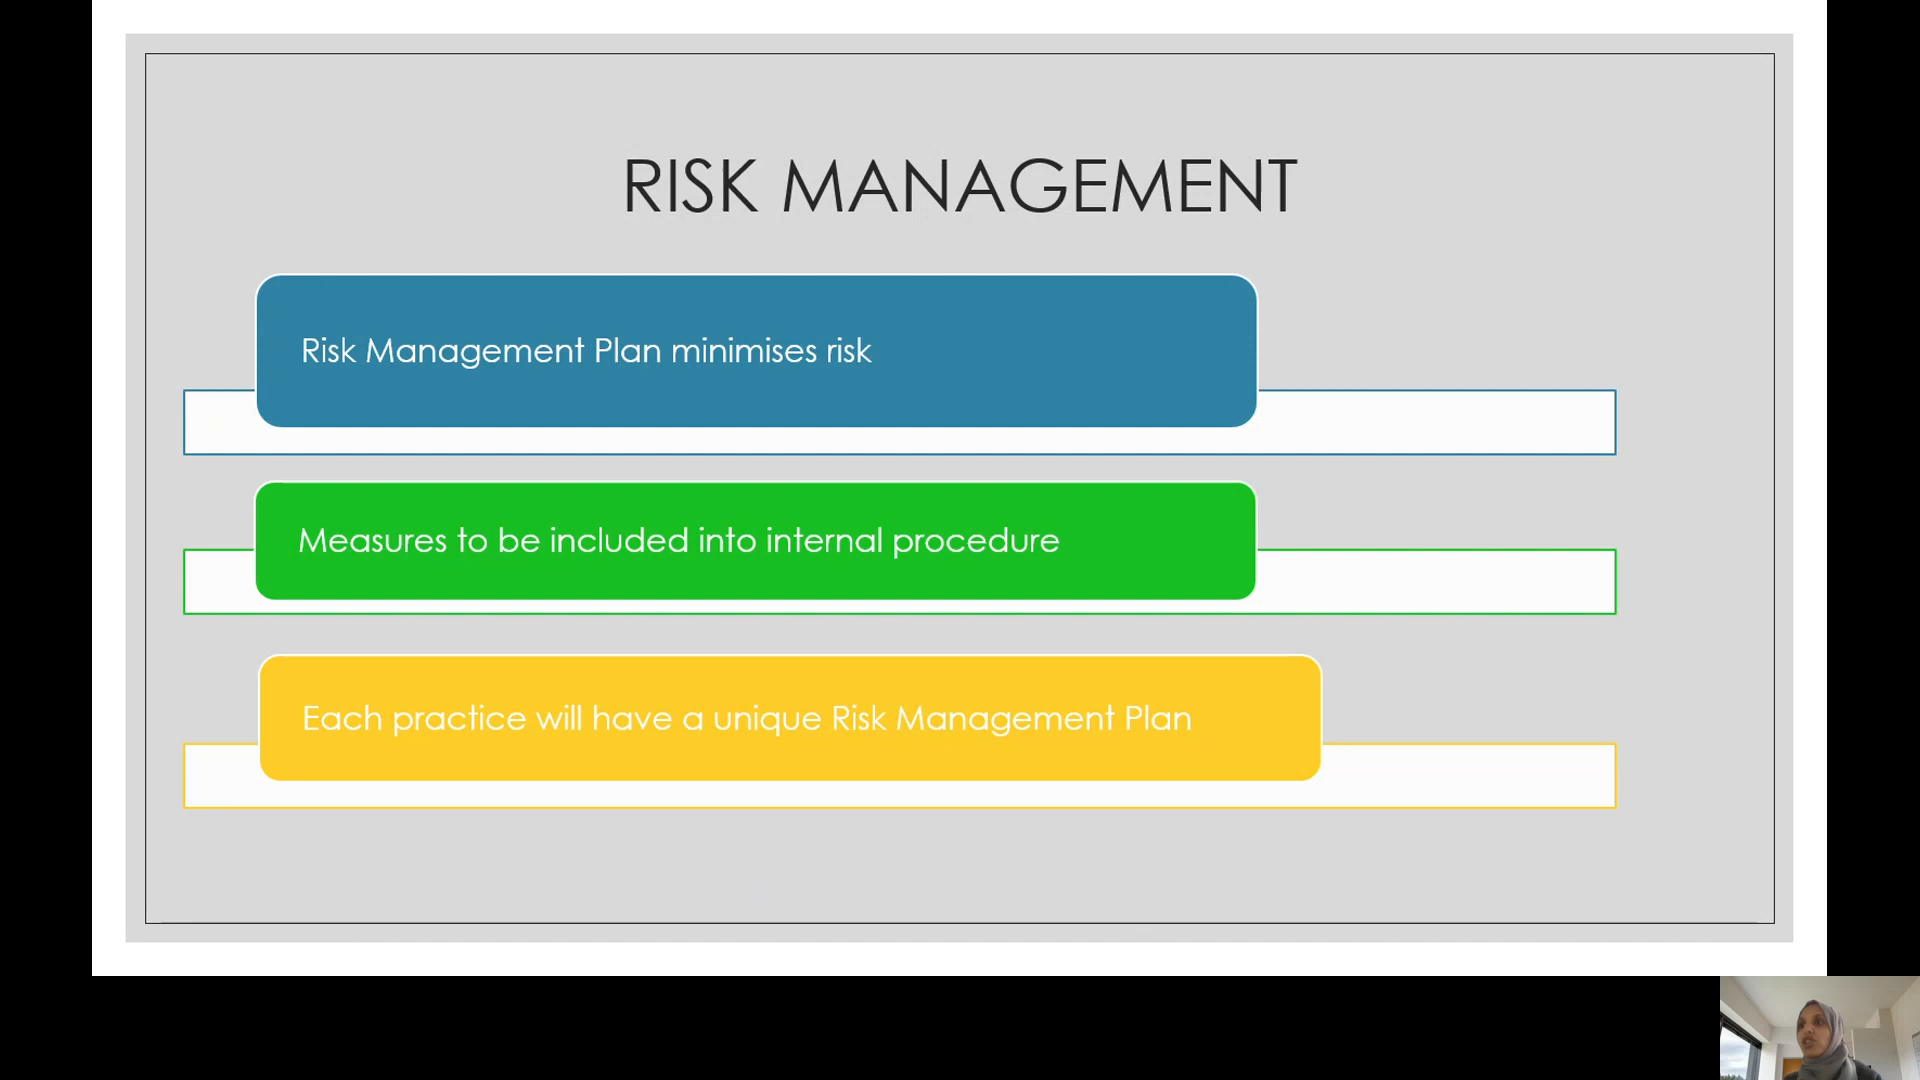 RISK MANAGEMENT
Risk Management Plan minimises risk
Measures to be included into internal procedure
Each practice will have a unique Risk Management Plan